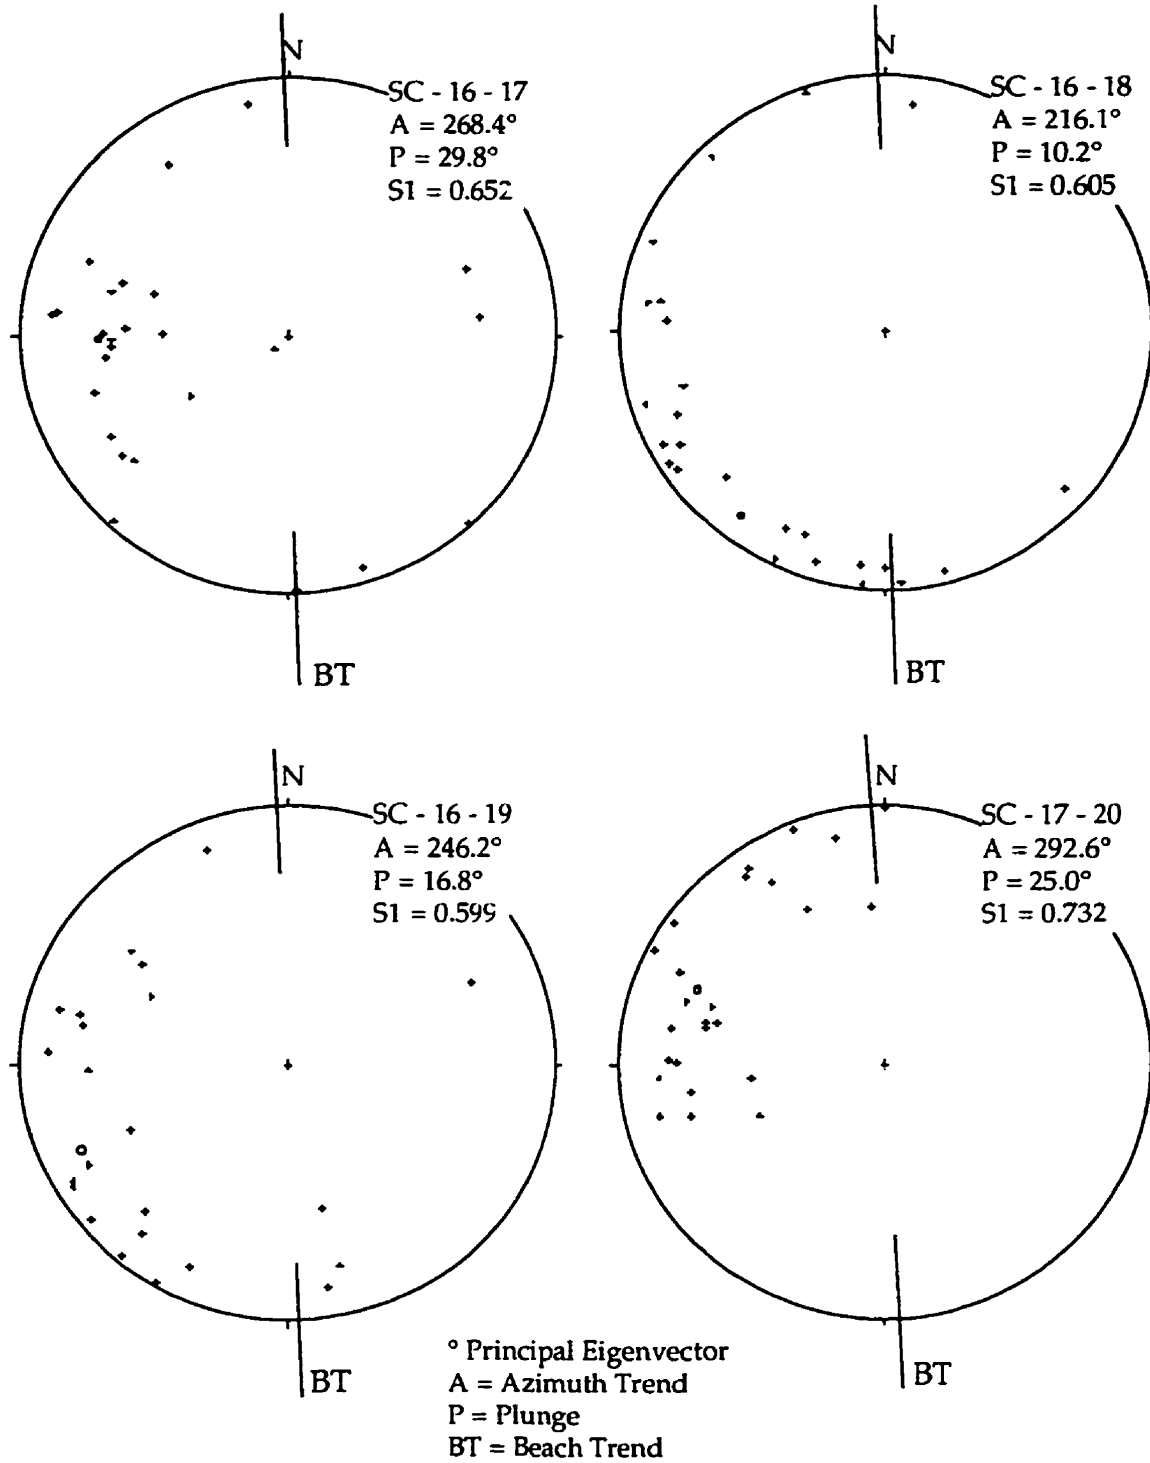 N
SC - 16 - 17
A = 268.4°
P = 29.8°
S1 = 0.652
BT
N
SC - 16 - 18
A = 216.1°
P = 10.2°
S1 = 0.605
BT
N
SC - 16 - 19
A = 246.2°
P = 16.8°
S1 = 0.599
BT
N
SC - 17 - 20
A = 292.6°
P = 25.0°
S1 = 0.732
BT
° Principal Eigenvector
A = Azimuth Trend
P = Plunge
BT = Beach Trend